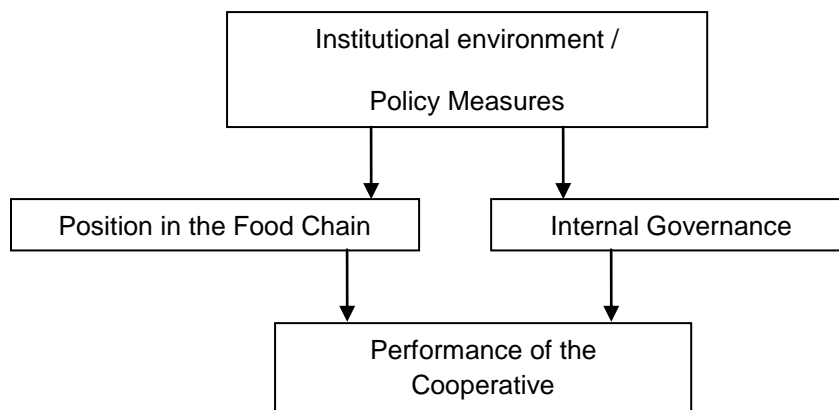 Institutional environment /
Policy Measures
Position in the Food Chain
Internal Governance
Performance of the
Cooperative